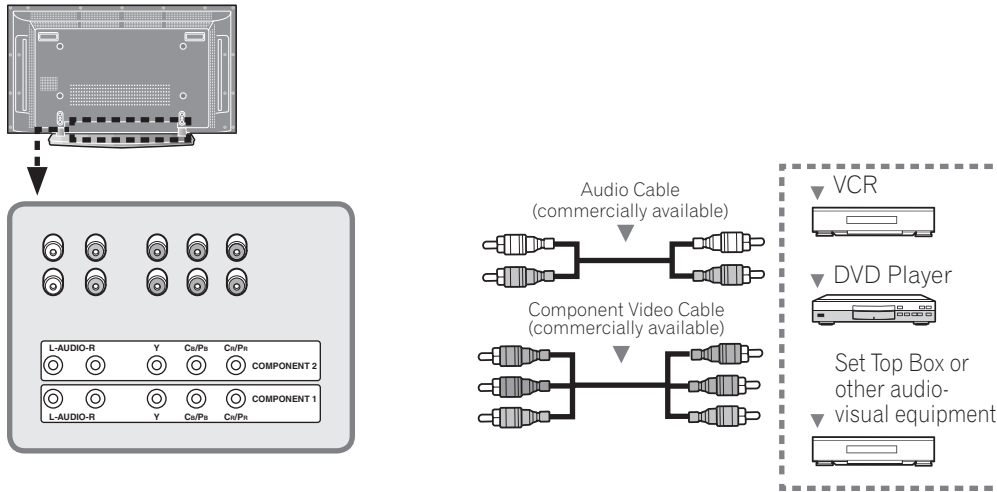 L-AUDIO-R Y CB/PB CR/PR
COMPONENT 2
COMPONENT 1
L-AUDIO-R Y CB/PB CR/PR
Audio Cable
(commercially available)
Component Video Cable
(commercially available)
VCR
DVD Player
Set Top Box or
other audio-
visual equipment